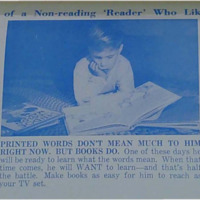 of a Non-reading 'Reader' Who Lik
PRINTED WORDS DON'T MEAN MUCH TO HIM
RIGHT NOW. BUT BOOKS DO. One of these days he
will be ready to learn what the words mean. When that
time comes, he will WANT to learn—and that's half
the battle. Make books as easy for him to reach as
your TV set.